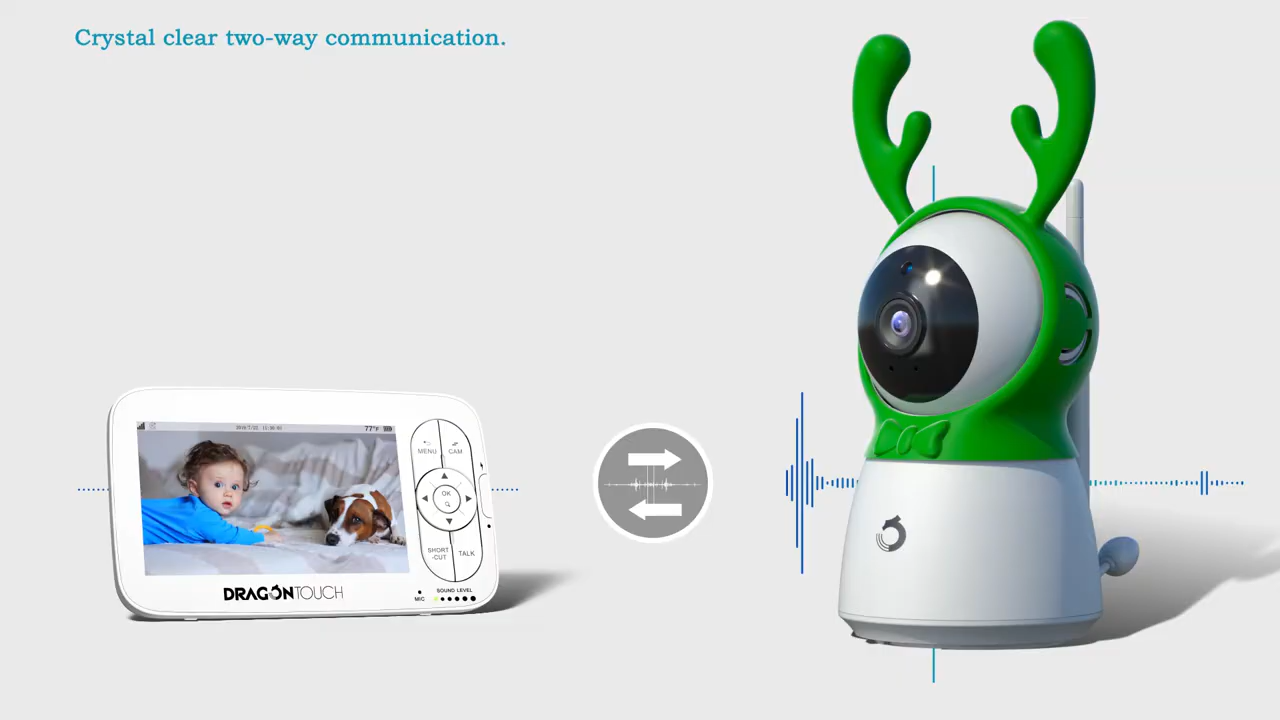 Crystal clear two-way communication.
77°F
MENU
CAM
OK
SHORT
-CUT
TALK
DRAGONTOUCH
SOUND LEVEL
MIC